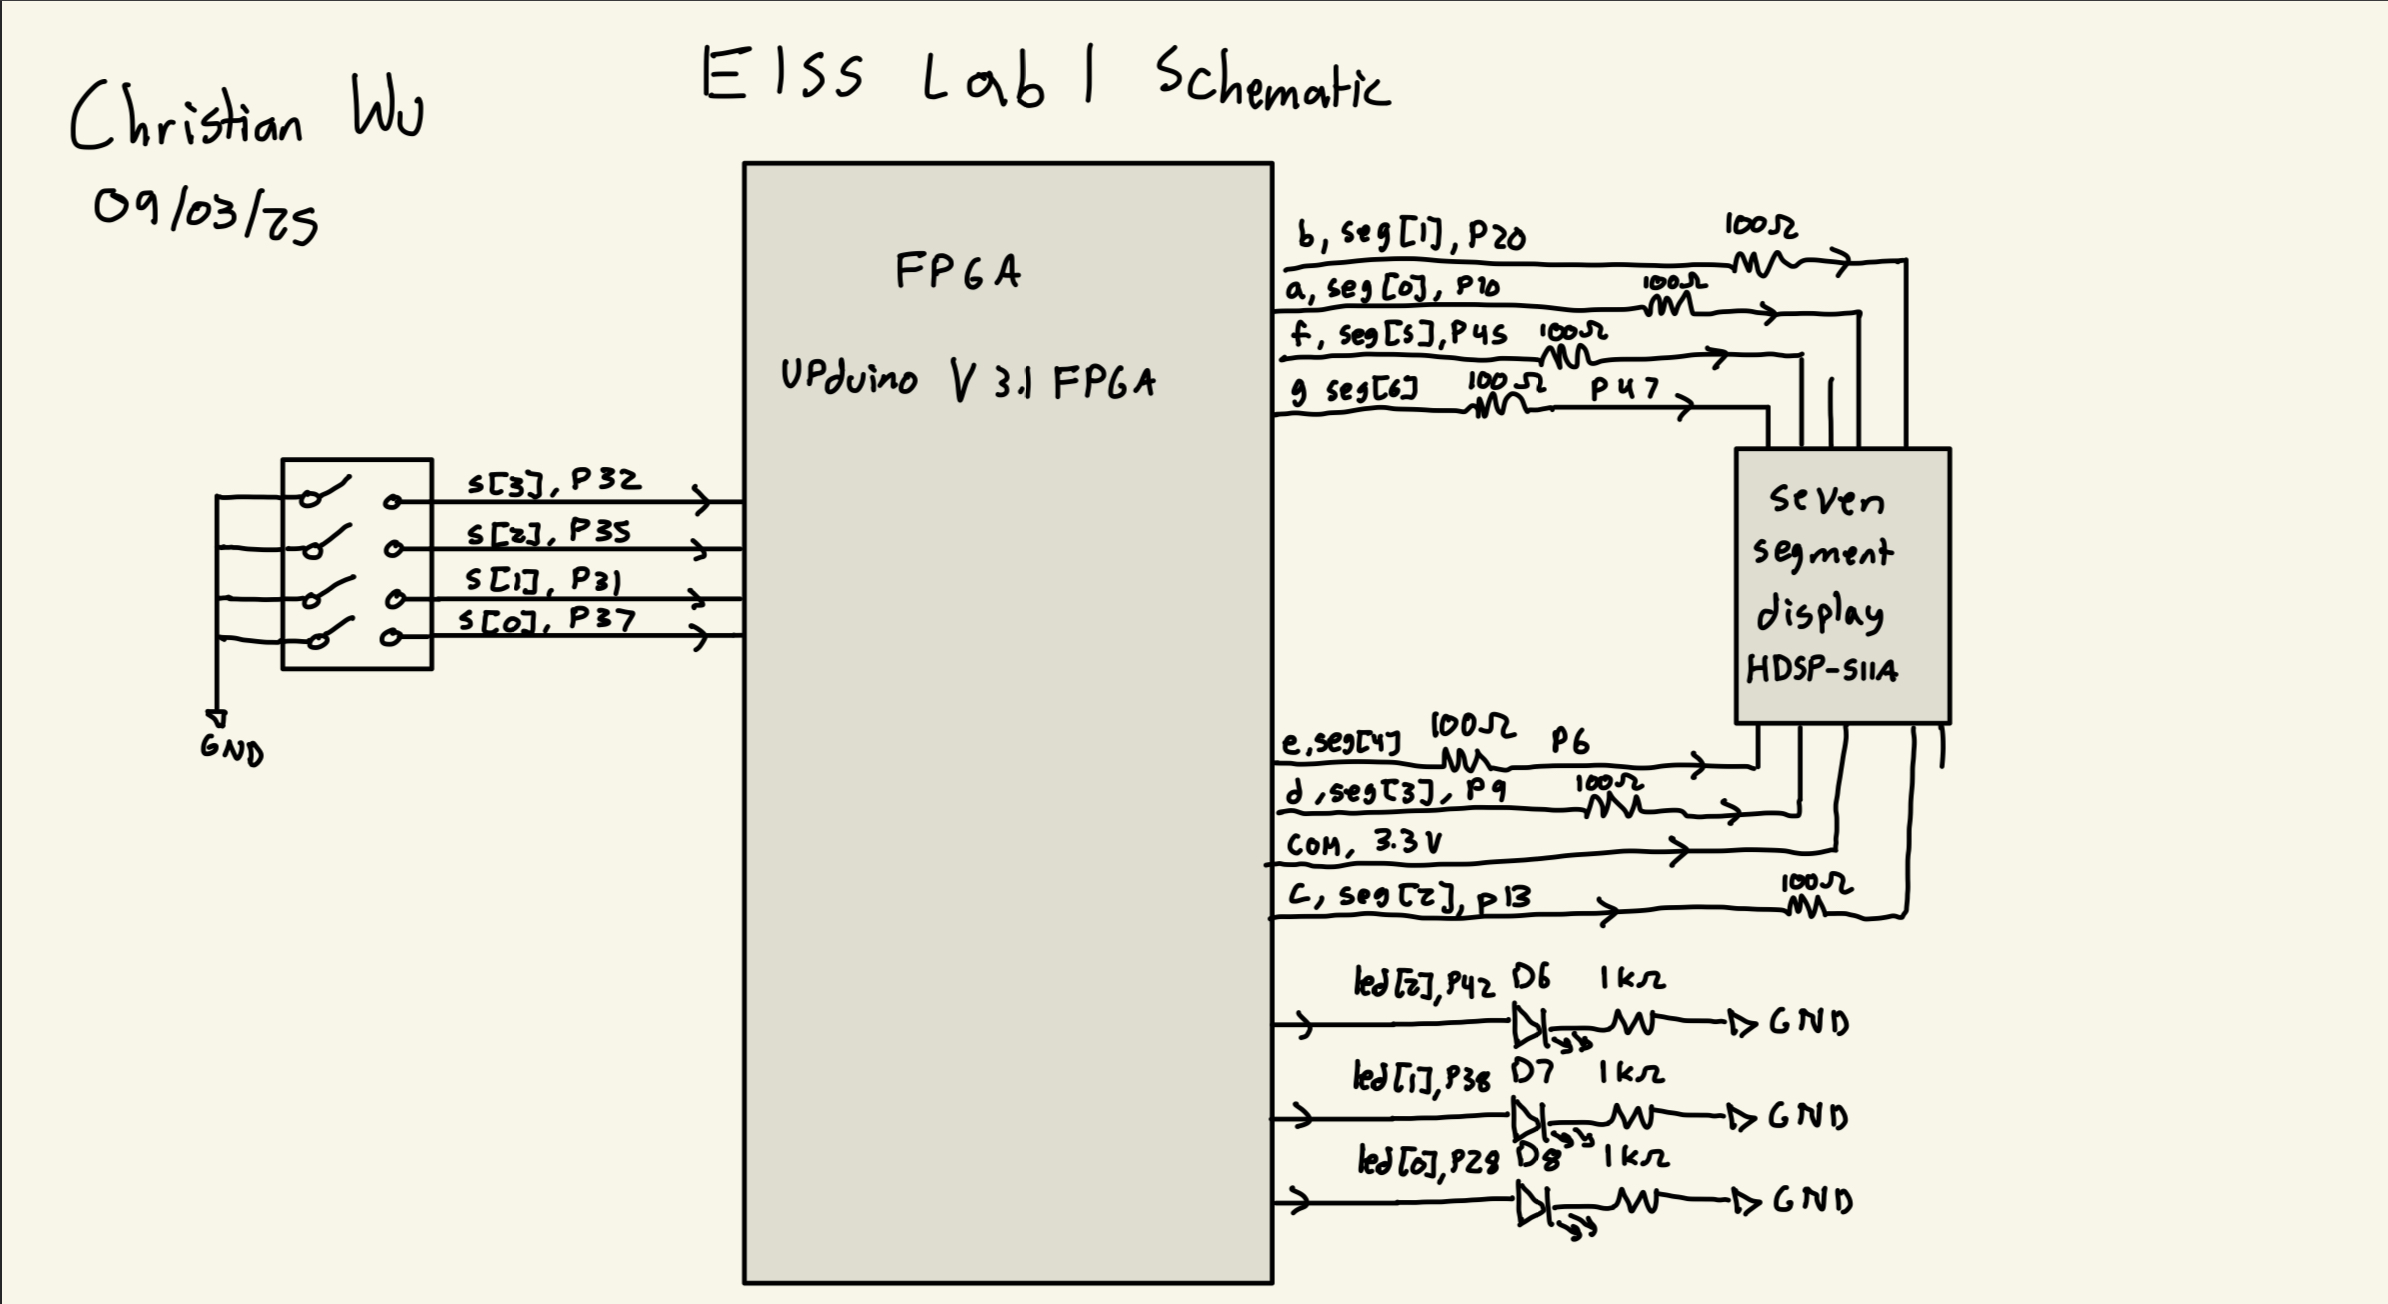 Christian Wu
09/03/25
E155 Lab 1 Schematic
FPGA
UPduino V 3.1 FPGA
b, seg[1], P20 100Ω
a, seg[0], P10 100Ω
f, seg[5], P45 100Ω
g seg[6] 100Ω P47
s[3], P32
s[2], P35
s[1], P31
s[0], P37
GND
seven
segment
display
HDSP-511A
e, seg[4] 100Ω P6
d, seg[3], P9 100Ω
COM, 3.3V
c, seg[2], P13 100Ω
led[2], P42 D6 1kΩ
GND
led[1], P38 D7 1kΩ
GND
led[0], P28 D8 1kΩ
GND